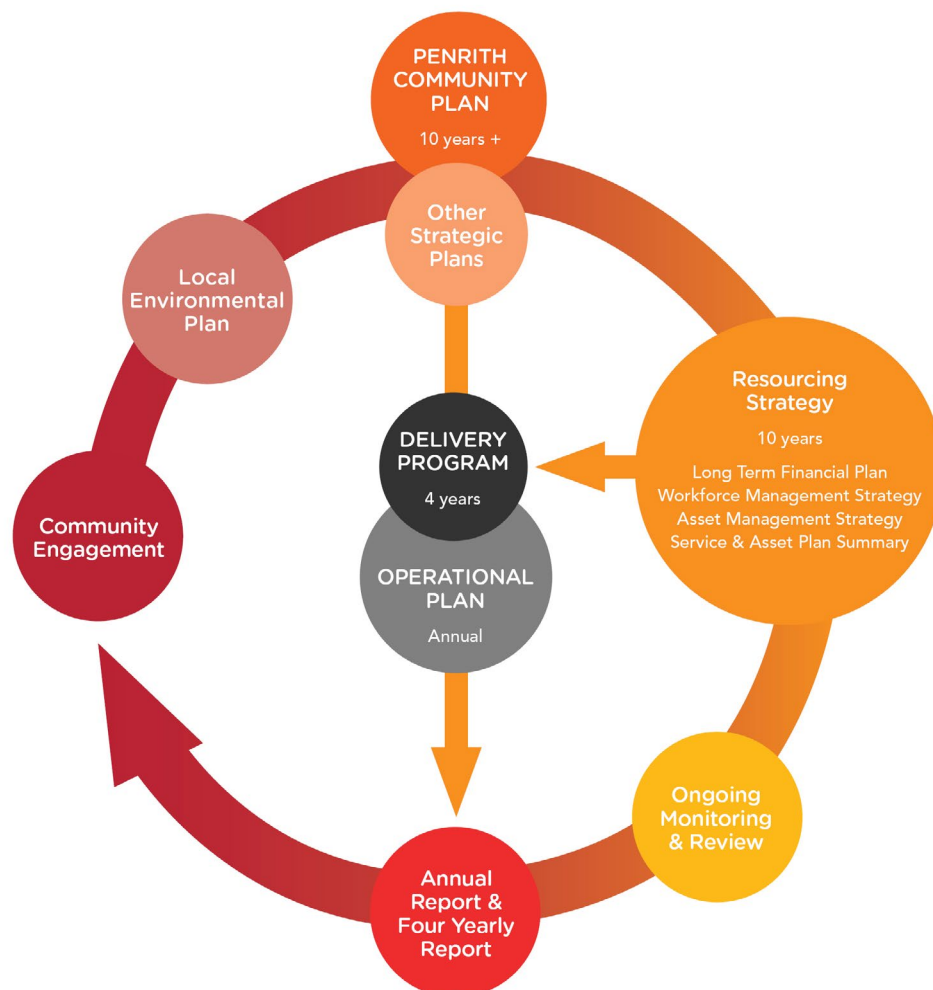 PENRITH
COMMUNITY
PLAN
10 years +
Other
Strategic
Plans
Local
Environmental
Plan
Resourcing
Strategy
10 years
Long Term Financial Plan
Workforce Management Strategy
Asset Management Strategy
Service & Asset Plan Summary
DELIVERY
PROGRAM
4 years
Community
Engagement
OPERATIONAL
PLAN
Annual
Ongoing
Monitoring
& Review
Annual
Report &
Four Yearly
Report